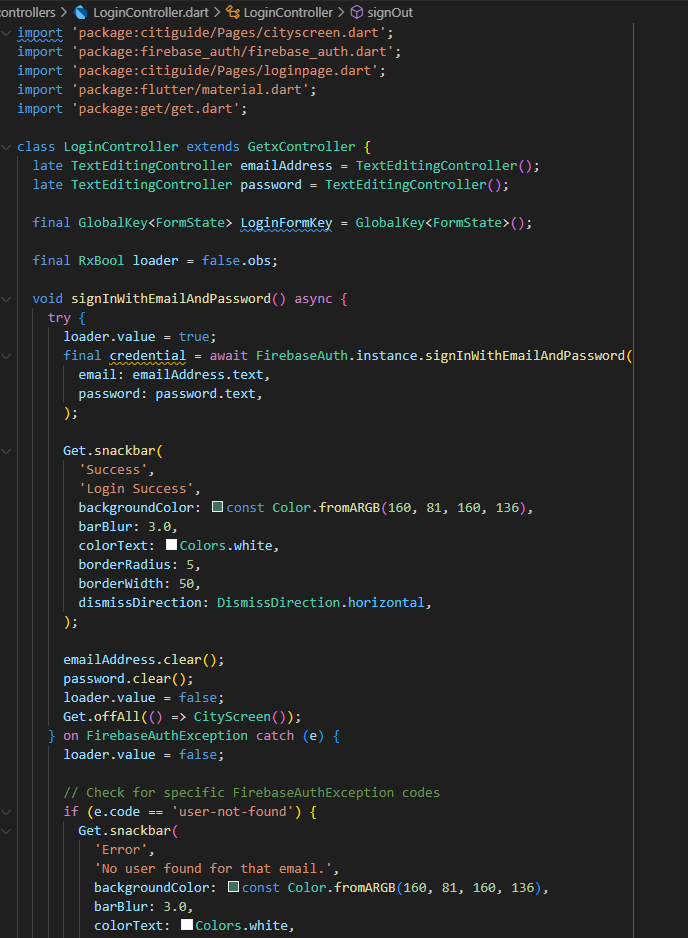 controllers > LoginController.dart > LoginController > signOut
import 'package:citiguide/Pages/cityscreen.dart';
import 'package:firebase_auth/firebase_auth.dart';
import 'package:citiguide/Pages/loginpage.dart';
import 'package:flutter/material.dart';
import 'package:get/get.dart';

class LoginController extends GetxController {
  late TextEditingController emailAddress = TextEditingController();
  late TextEditingController password = TextEditingController();

  final GlobalKey<FormState> LoginFormKey = GlobalKey<FormState>();

  final RxBool loader = false.obs;

  void signInWithEmailAndPassword() async {
    try {
      loader.value = true;
      final credential = await FirebaseAuth.instance.signInWithEmailAndPassword(
        email: emailAddress.text,
        password: password.text,
      );

      Get.snackbar(
        'Success',
        'Login Success',
        backgroundColor: const Color.fromARGB(160, 81, 160, 136),
        barBlur: 3.0,
        colorText: Colors.white,
        borderRadius: 5,
        borderWidth: 50,
        dismissDirection: DismissDirection.horizontal,
      );

      emailAddress.clear();
      password.clear();
      loader.value = false;
      Get.offAll(() => CityScreen());
    } on FirebaseAuthException catch (e) {
      loader.value = false;

      // Check for specific FirebaseAuthException codes
      if (e.code == 'user-not-found') {
        Get.snackbar(
          'Error',
          'No user found for that email.',
          backgroundColor: const Color.fromARGB(160, 81, 160, 136),
          barBlur: 3.0,
          colorText: Colors.white,